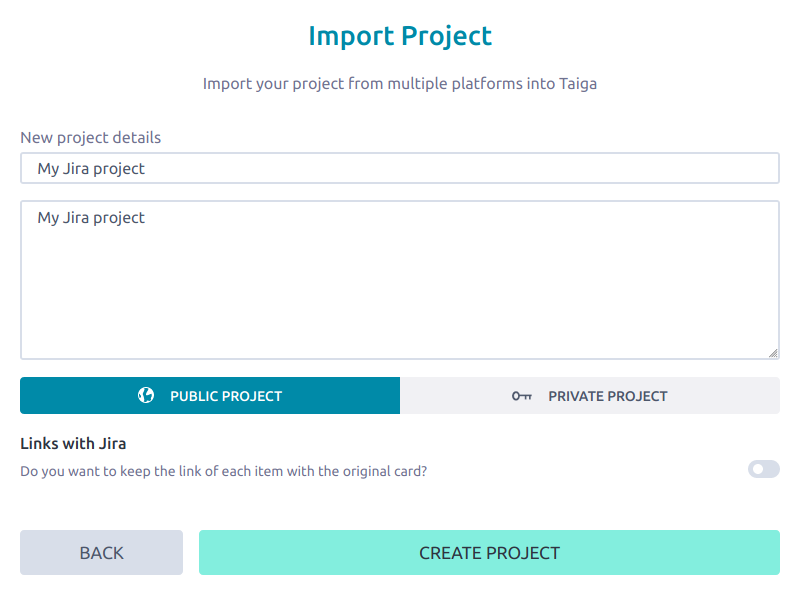 Import Project
Import your project from multiple platforms into Taiga
New project details
My Jira project
My Jira project
PUBLIC PROJECT
PRIVATE PROJECT
Links with Jira
Do you want to keep the link of each item with the original card?
BACK
CREATE PROJECT